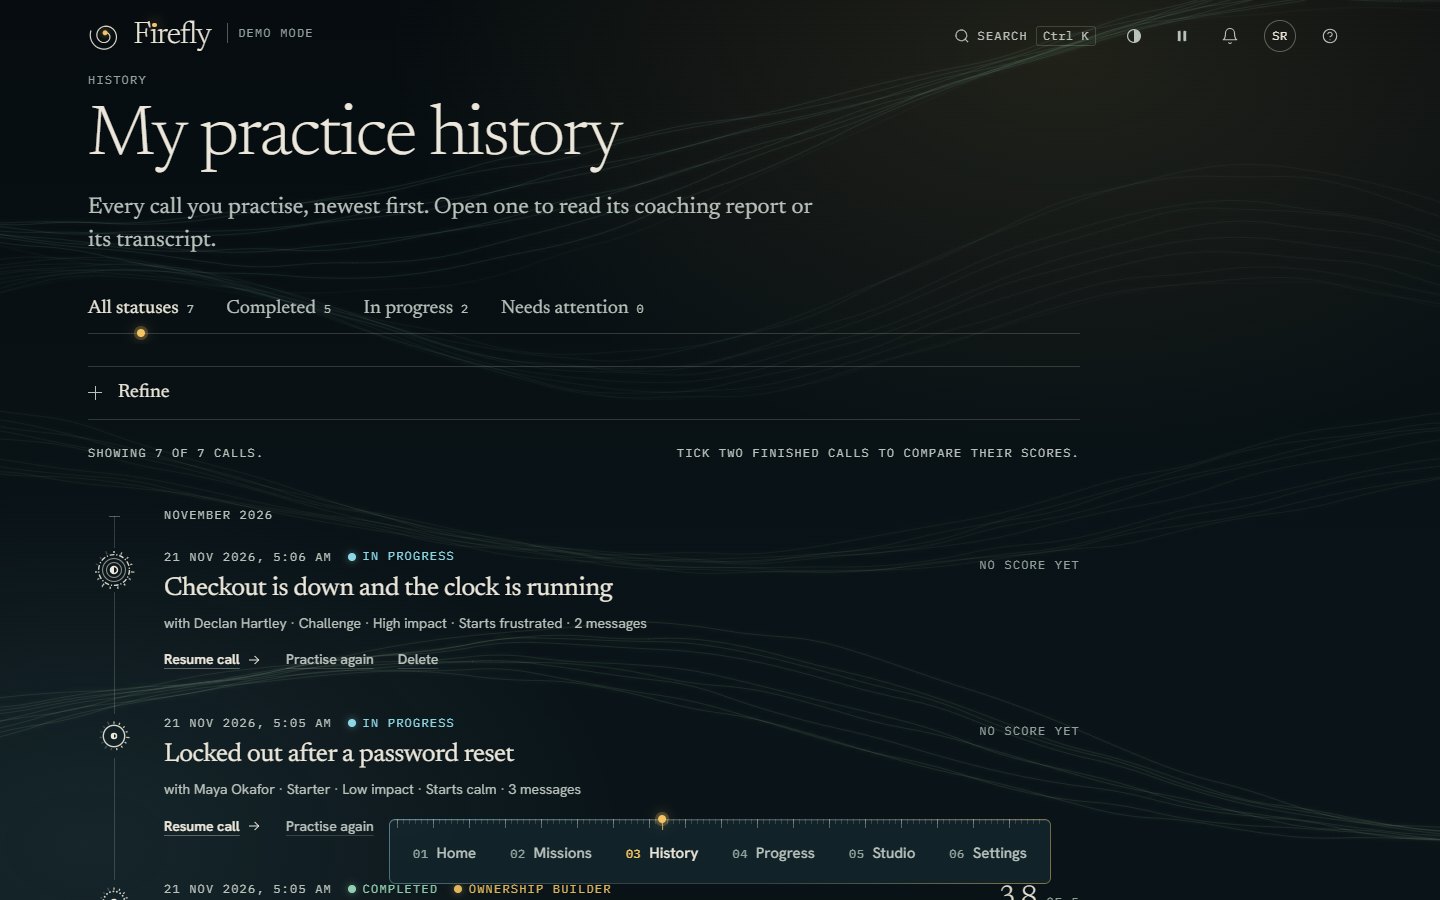 Firefly DEMO MODE SEARCH Ctrl K SR
HISTORY
My practice history
Every call you practise, newest first. Open one to read its coaching report or
its transcript.
All statuses 7 Completed 5 In progress 2 Needs attention 0
Refine
SHOWING 7 OF 7 CALLS. TICK TWO FINISHED CALLS TO COMPARE THEIR SCORES.
NOVEMBER 2026
21 NOV 2026, 5:06 AM IN PROGRESS
NO SCORE YET
Checkout is down and the clock is running
with Declan Hartley · Challenge · High impact · Starts frustrated · 2 messages
Resume call → Practise again Delete
21 NOV 2026, 5:05 AM IN PROGRESS
NO SCORE YET
Locked out after a password reset
with Maya Okafor · Starter · Low impact · Starts calm · 3 messages
Resume call → Practise again
01 Home 02 Missions 03 History 04 Progress 05 Studio 06 Settings
21 NOV 2026, 5:05 AM COMPLETED OWNERSHIP BUILDER